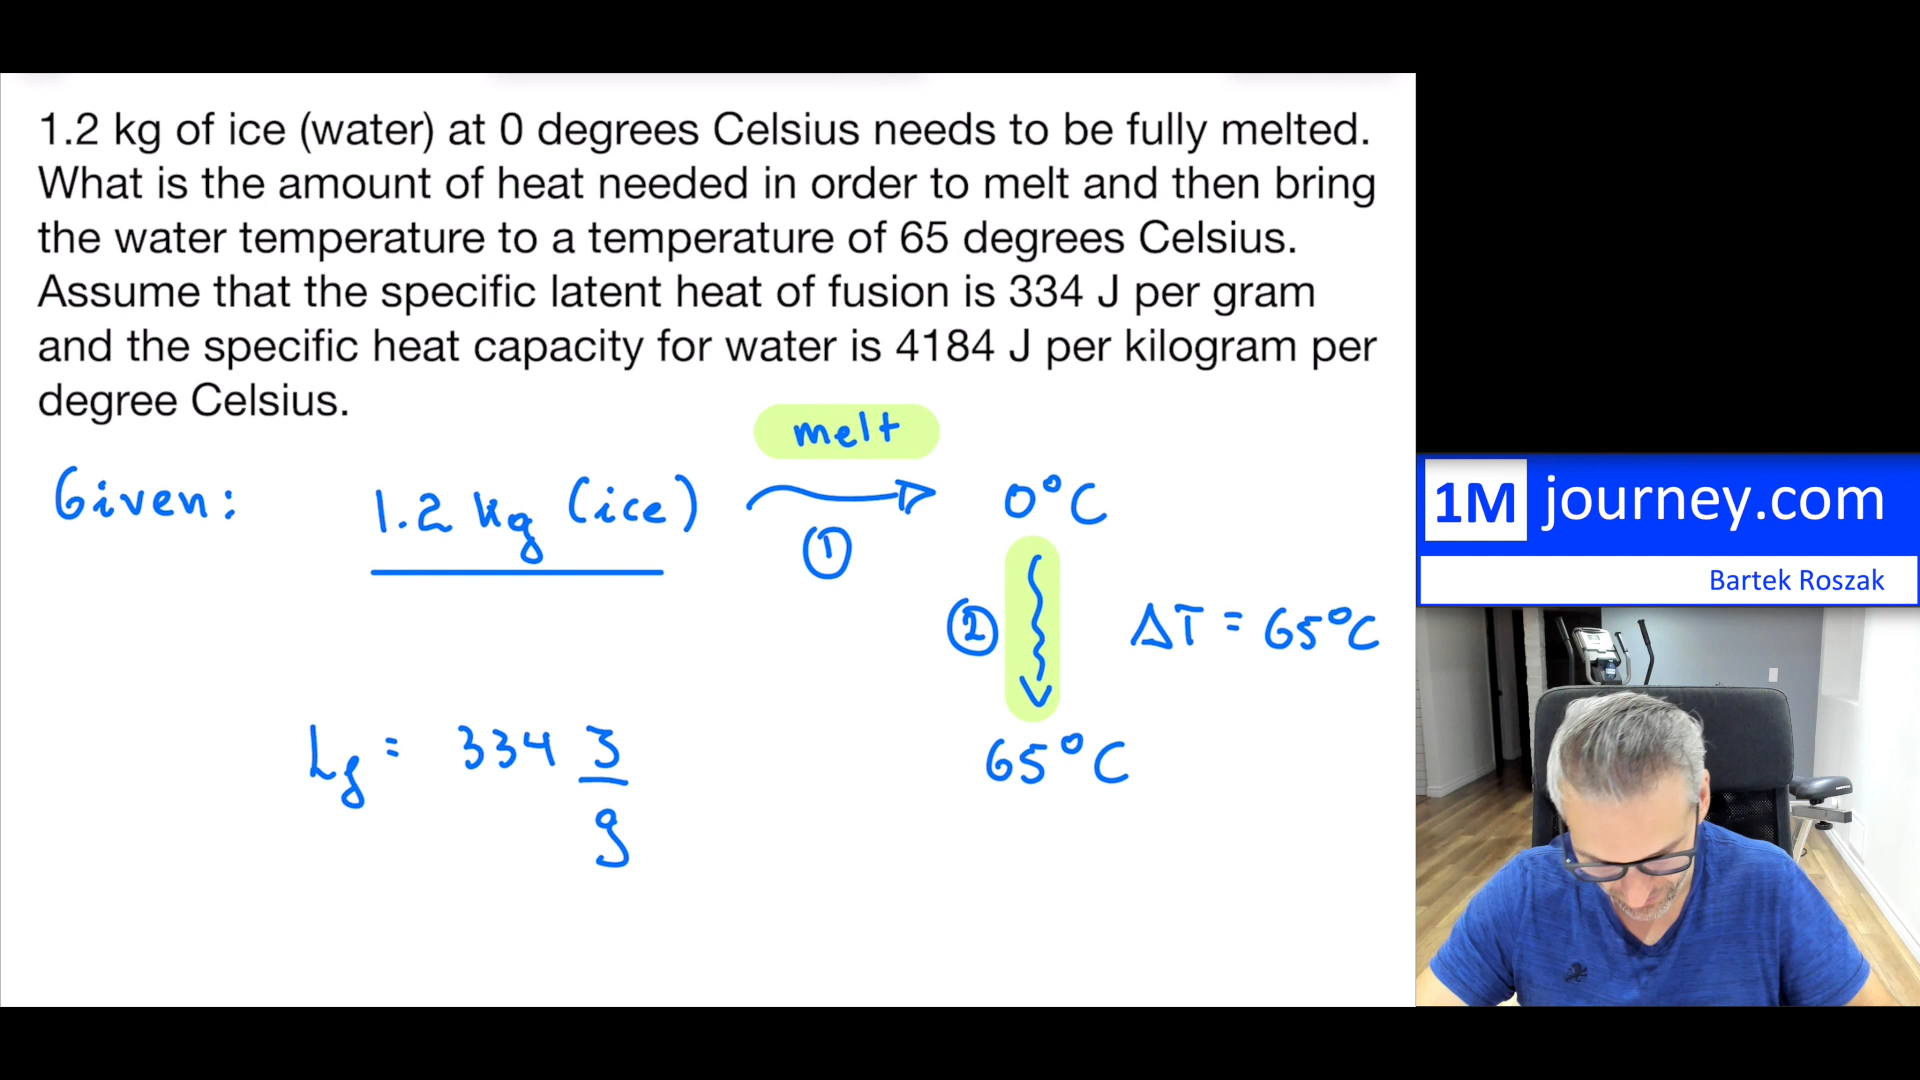 1.2 kg of ice (water) at 0 degrees Celsius needs to be fully melted.
What is the amount of heat needed in order to melt and then bring
the water temperature to a temperature of 65 degrees Celsius.
Assume that the specific latent heat of fusion is 334 J per gram
and the specific heat capacity for water is 4184 J per kilogram per
degree Celsius.
melt
Given: 1.2 kg (ice) 0°C
①
② ΔT = 65°C
Lf = 334 J/g
65°C
1M journey.com
Bartek Roszak